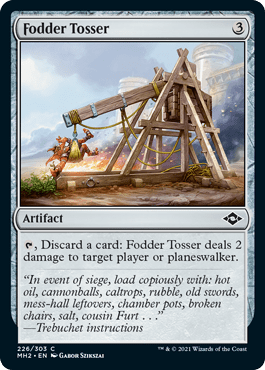 Fodder Tosser 3
Artifact
, Discard a card: Fodder Tosser deals 2
damage to target player or planeswalker.
“In event of siege, load copiously with: hot
oil, cannonballs, caltrops, rubble, old swords,
mess-hall leftovers, chamber pots, broken
chairs, salt, cousin Furt . . .”
—Trebuchet instructions
226/303 C
MH2 • EN GABOR SZIKSZAI ™ & © 2021 Wizards of the Coast